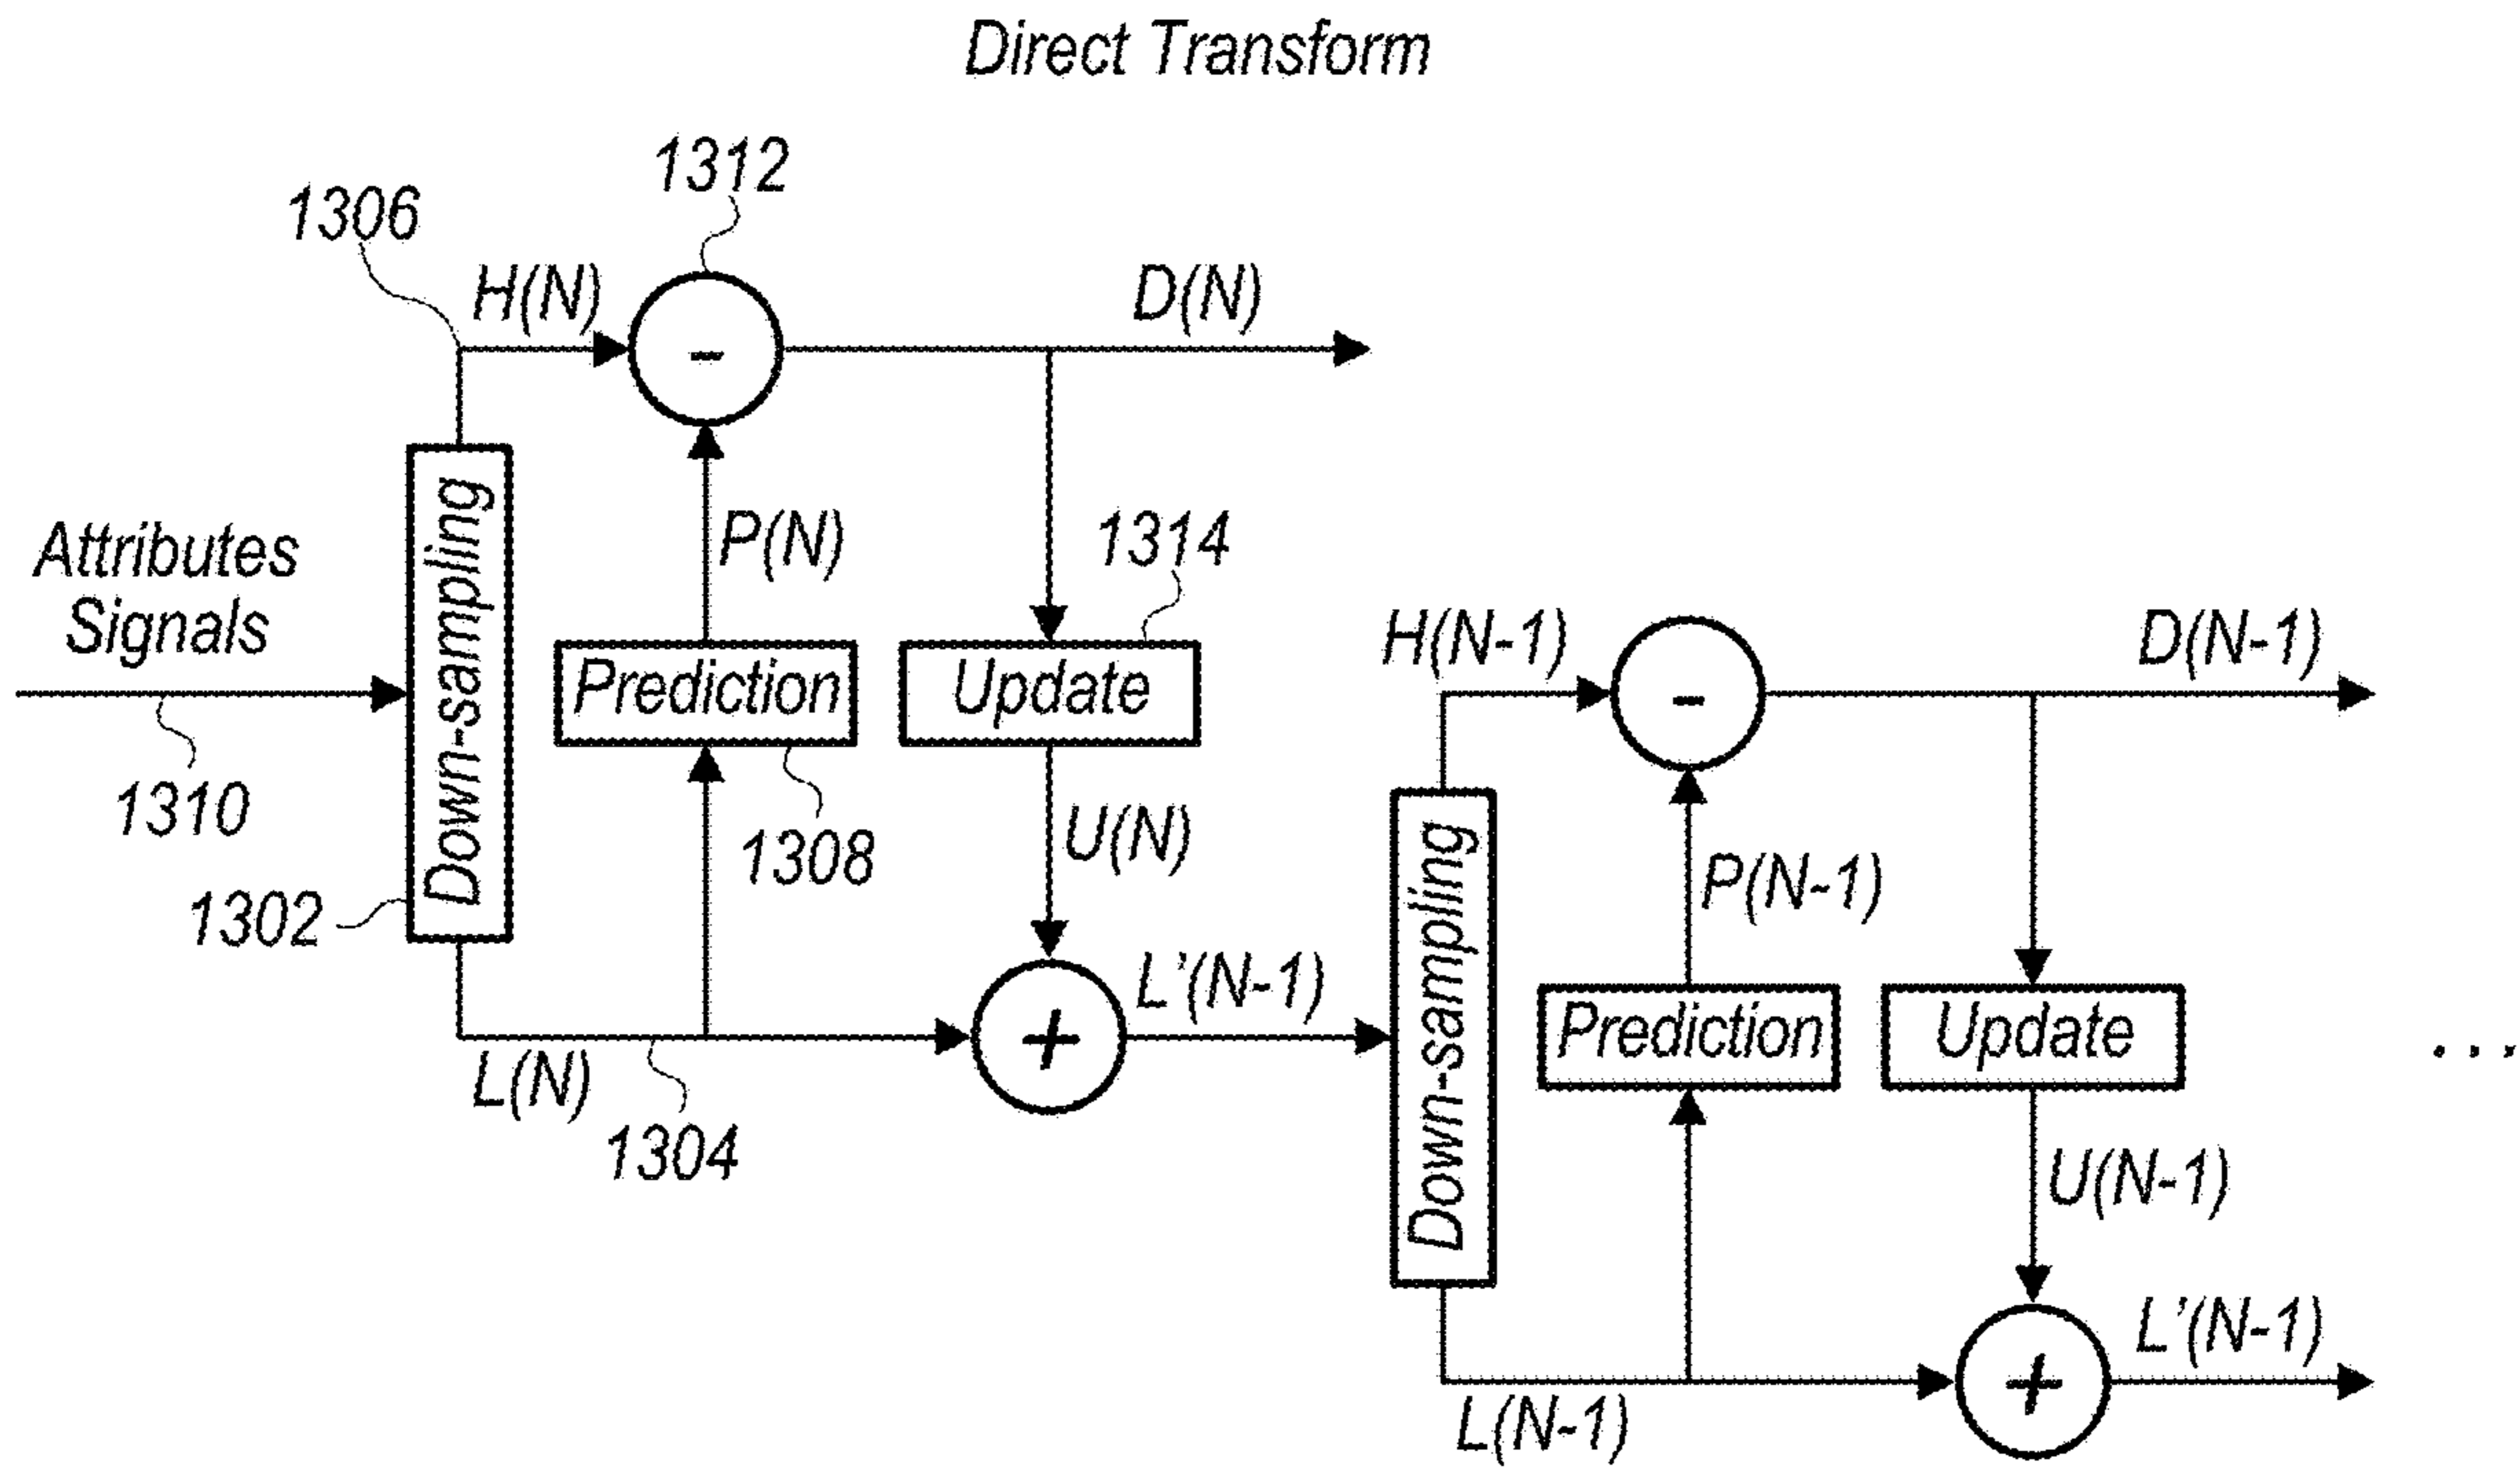 Direct Transform
1312
1306
H(N)
D(N)
Down-sampling
P(N)
1314
Attributes
Signals
Prediction
Update
1310
1308
U(N)
1302
L'(N-1)
L(N)
1304
H(N-1)
D(N-1)
Down-sampling
P(N-1)
Prediction
Update
...
U(N-1)
L'(N-1)
L(N-1)
-
+
-
+